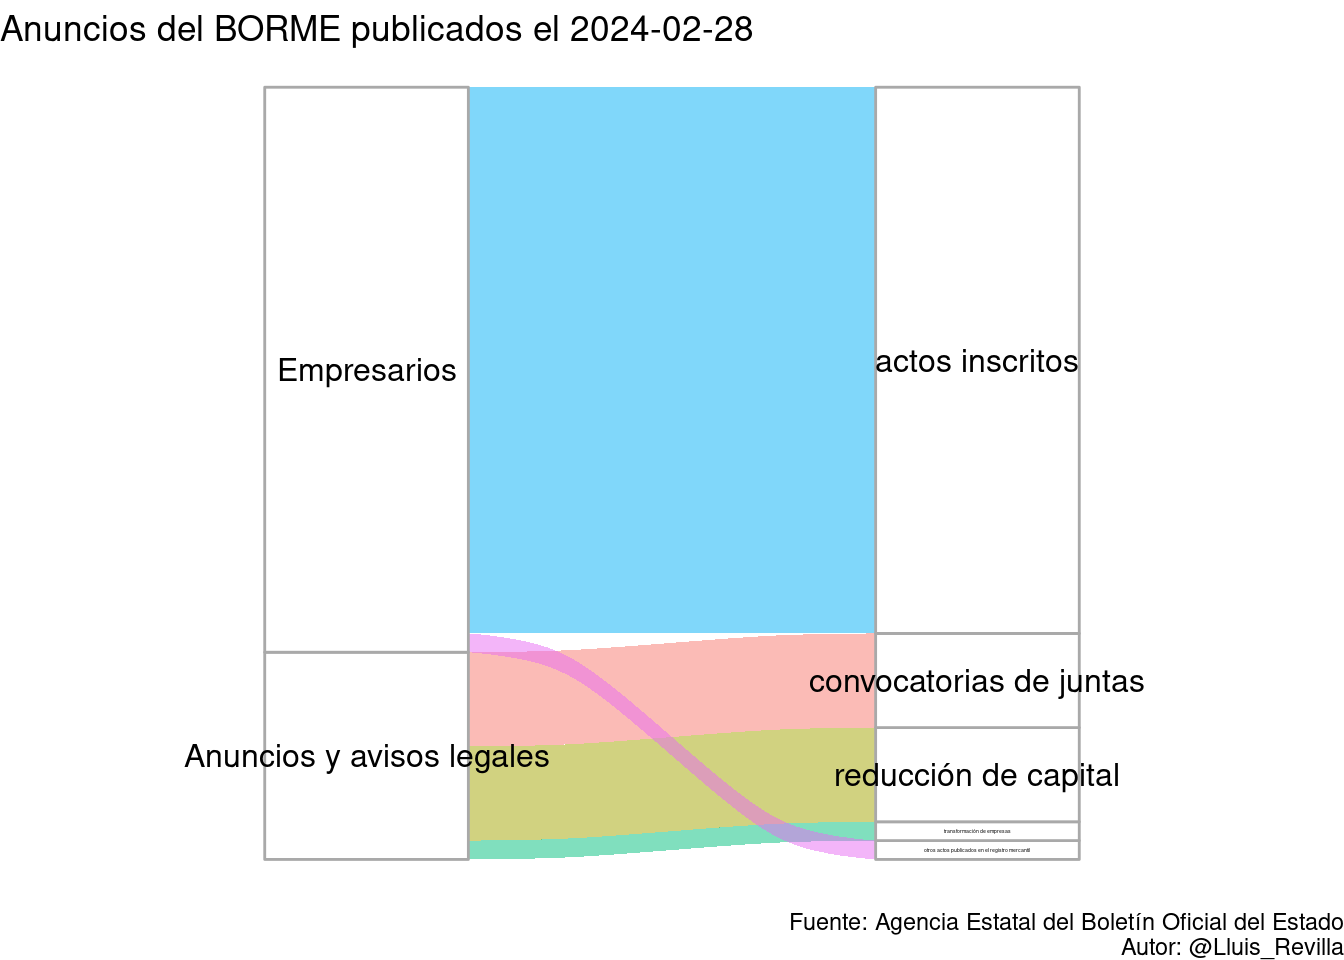 Anuncios del BORME publicados el 2024-02-28
Empresarios
actos inscritos
convocatorias de juntas
Anuncios y avisos legales
reducción de capital
transformación de empresas
otros actos publicados en el registro mercantil
Fuente: Agencia Estatal del Boletín Oficial del Estado
Autor: @Lluis_Revilla